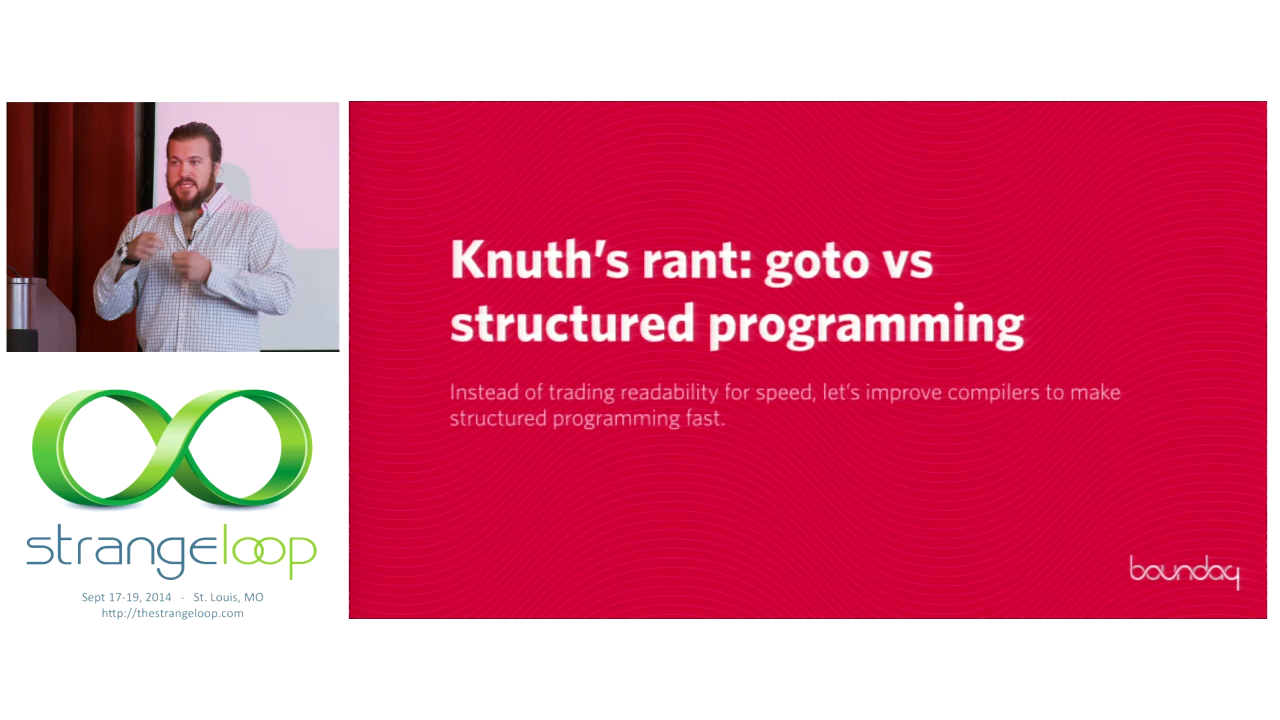 Knuth's rant: goto vs
structured programming
Instead of trading readability for speed, let's improve compilers to make
structured programming fast.
boundary
strangeloop
Sept 17-19, 2014 - St. Louis, MO
http://thestrangeloop.com